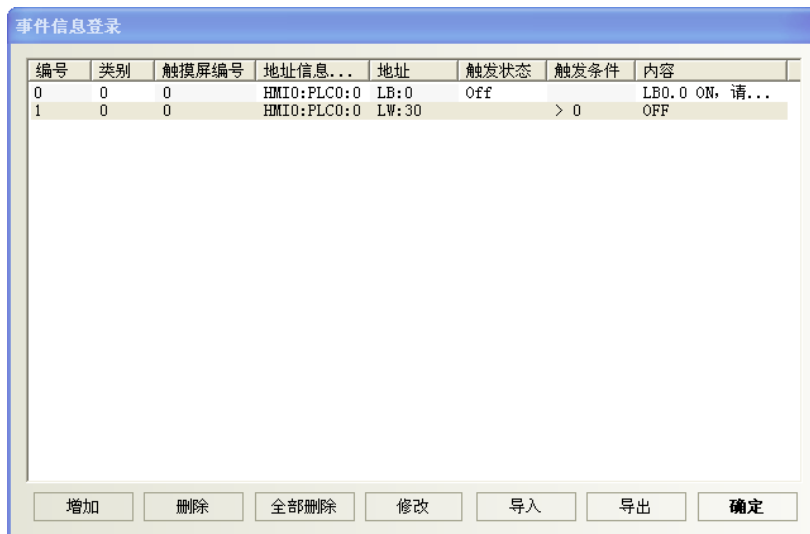 事件信息登录
编号 类别 触摸屏编号 地址信息... 地址 触发状态 触发条件 内容
0 0 0 HMI0:PLC0:0 LB:0 Off LB0.0 ON, 请...
1 0 0 HMI0:PLC0:0 LW:30 > 0 OFF
增加 删除 全部删除 修改 导入 导出 确定